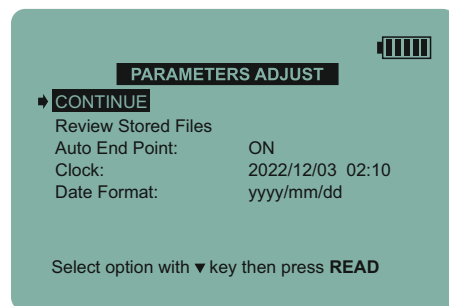 PARAMETERS ADJUST
CONTINUE
Review Stored Files
Auto End Point: ON
Clock: 2022/12/03 02:10
Date Format: yyyy/mm/dd
Select option with ▼ key then press READ